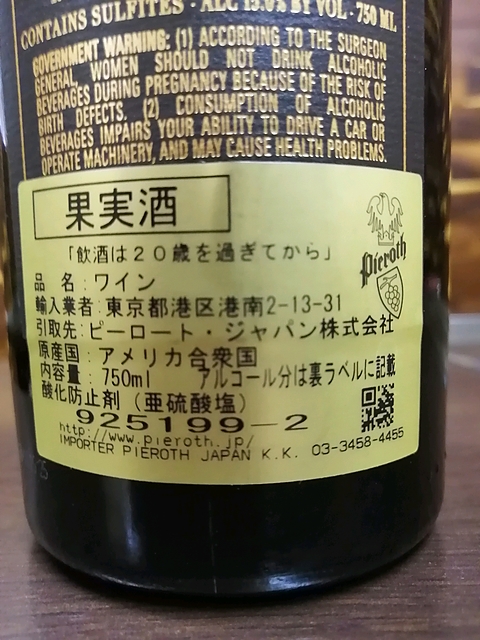 CONTAINS SULFITES · ALC 15.0% BY VOL · 750 ML
GOVERNMENT WARNING: (1) ACCORDING TO THE SURGEON
GENERAL, WOMEN SHOULD NOT DRINK ALCOHOLIC
BEVERAGES DURING PREGNANCY BECAUSE OF THE RISK OF
BIRTH DEFECTS. (2) CONSUMPTION OF ALCOHOLIC
BEVERAGES IMPAIRS YOUR ABILITY TO DRIVE A CAR OR
OPERATE MACHINERY, AND MAY CAUSE HEALTH PROBLEMS.
果実酒
「飲酒は20歳を過ぎてから」
Pieroth
品 名:ワイン
輸入業者:東京都港区港南2-13-31
引取先:ピーロート・ジャパン株式会社
原産国:アメリカ合衆国
内容量:750ml アルコール分は裏ラベルに記載
酸化防止剤(亜硫酸塩)
925199-2
http://www.pieroth.jp/
IMPORTER PIEROTH JAPAN K.K. 03-3458-4455